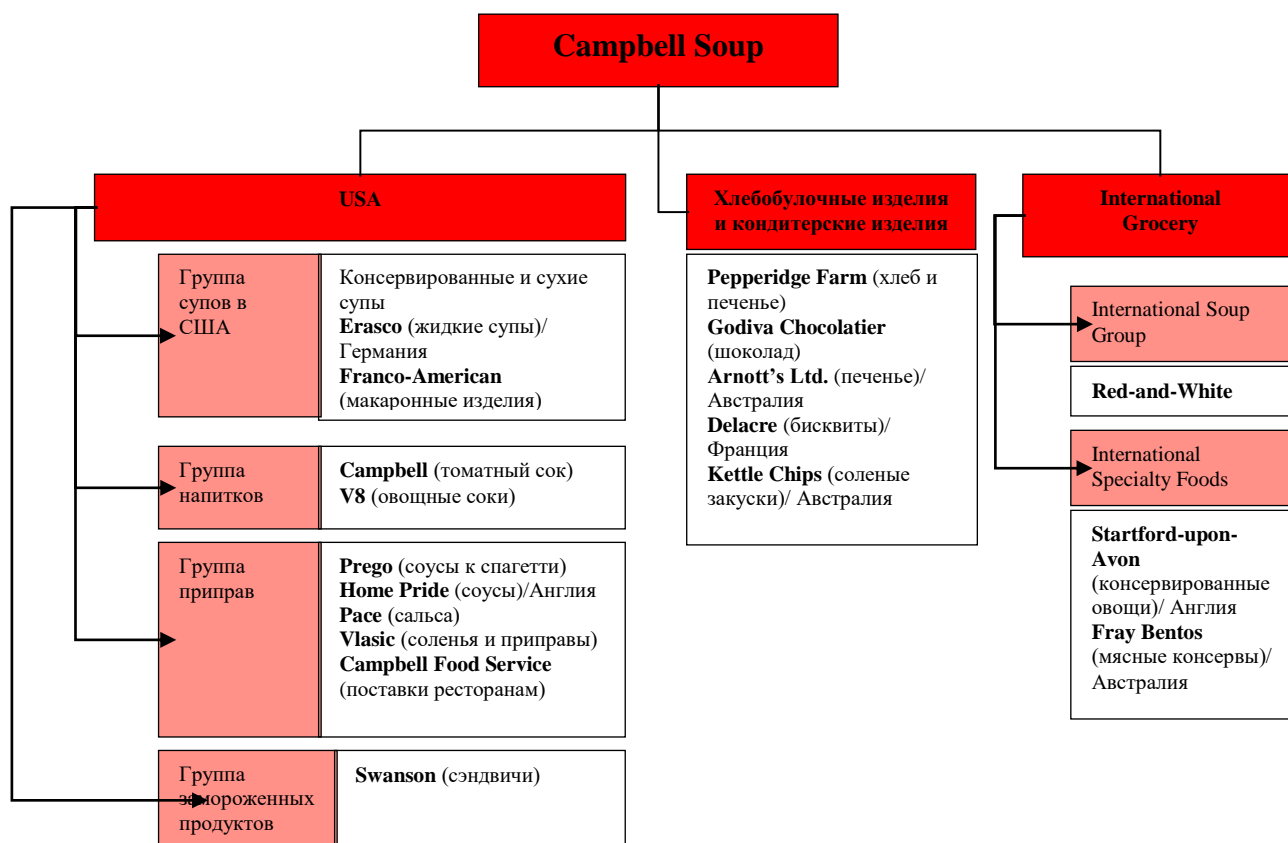 Campbell Soup
USA
Группа
супов в
США
Консервированные и сухие
супы
Erasco (жидкие супы)/
Германия
Franco-American
(макаронные изделия)
Группа
напитков
Campbell (томатный сок)
V8 (овощные соки)
Группа
приправ
Prego (соусы к спагетти)
Home Pride (соусы)/Англия
Pace (сальса)
Vlasic (соленья и приправы)
Campbell Food Service
(поставки ресторанам)
Группа
замороженных
продуктов
Swanson (сэндвичи)
Хлебобулочные изделия
и кондитерские изделия
Pepperidge Farm (хлеб и
печенье)
Godiva Chocolatier
(шоколад)
Arnott’s Ltd. (печенье)/
Австралия
Delacre (бисквиты)/
Франция
Kettle Chips (соленые
закуски)/ Австралия
International
Grocery
International Soup
Group
Red-and-White
International
Specialty Foods
Startford-upon-
Avon
(консервированные
овощи)/ Англия
Fray Bentos
(мясные консервы)/
Австралия